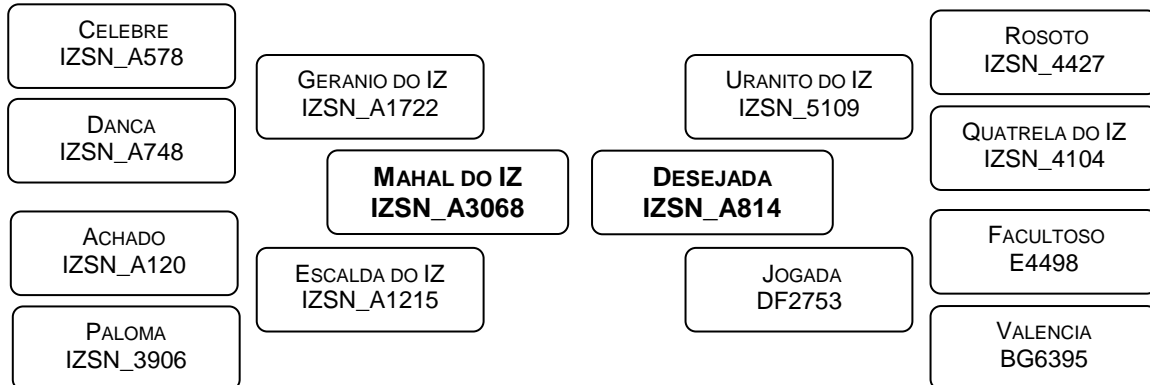 CELEBRE
IZSN_A578
DANCA
IZSN_A748
ACHADO
IZSN_A120
PALOMA
IZSN_3906
GERANIO DO IZ
IZSN_A1722
ESCALDA DO IZ
IZSN_A1215
MAHAL DO IZ
IZSN_A3068
DESEJADA
IZSN_A814
URANITO DO IZ
IZSN_5109
JOGADA
DF2753
ROSOTO
IZSN_4427
QUATRELA DO IZ
IZSN_4104
FACULTOSO
E4498
VALENCIA
BG6395